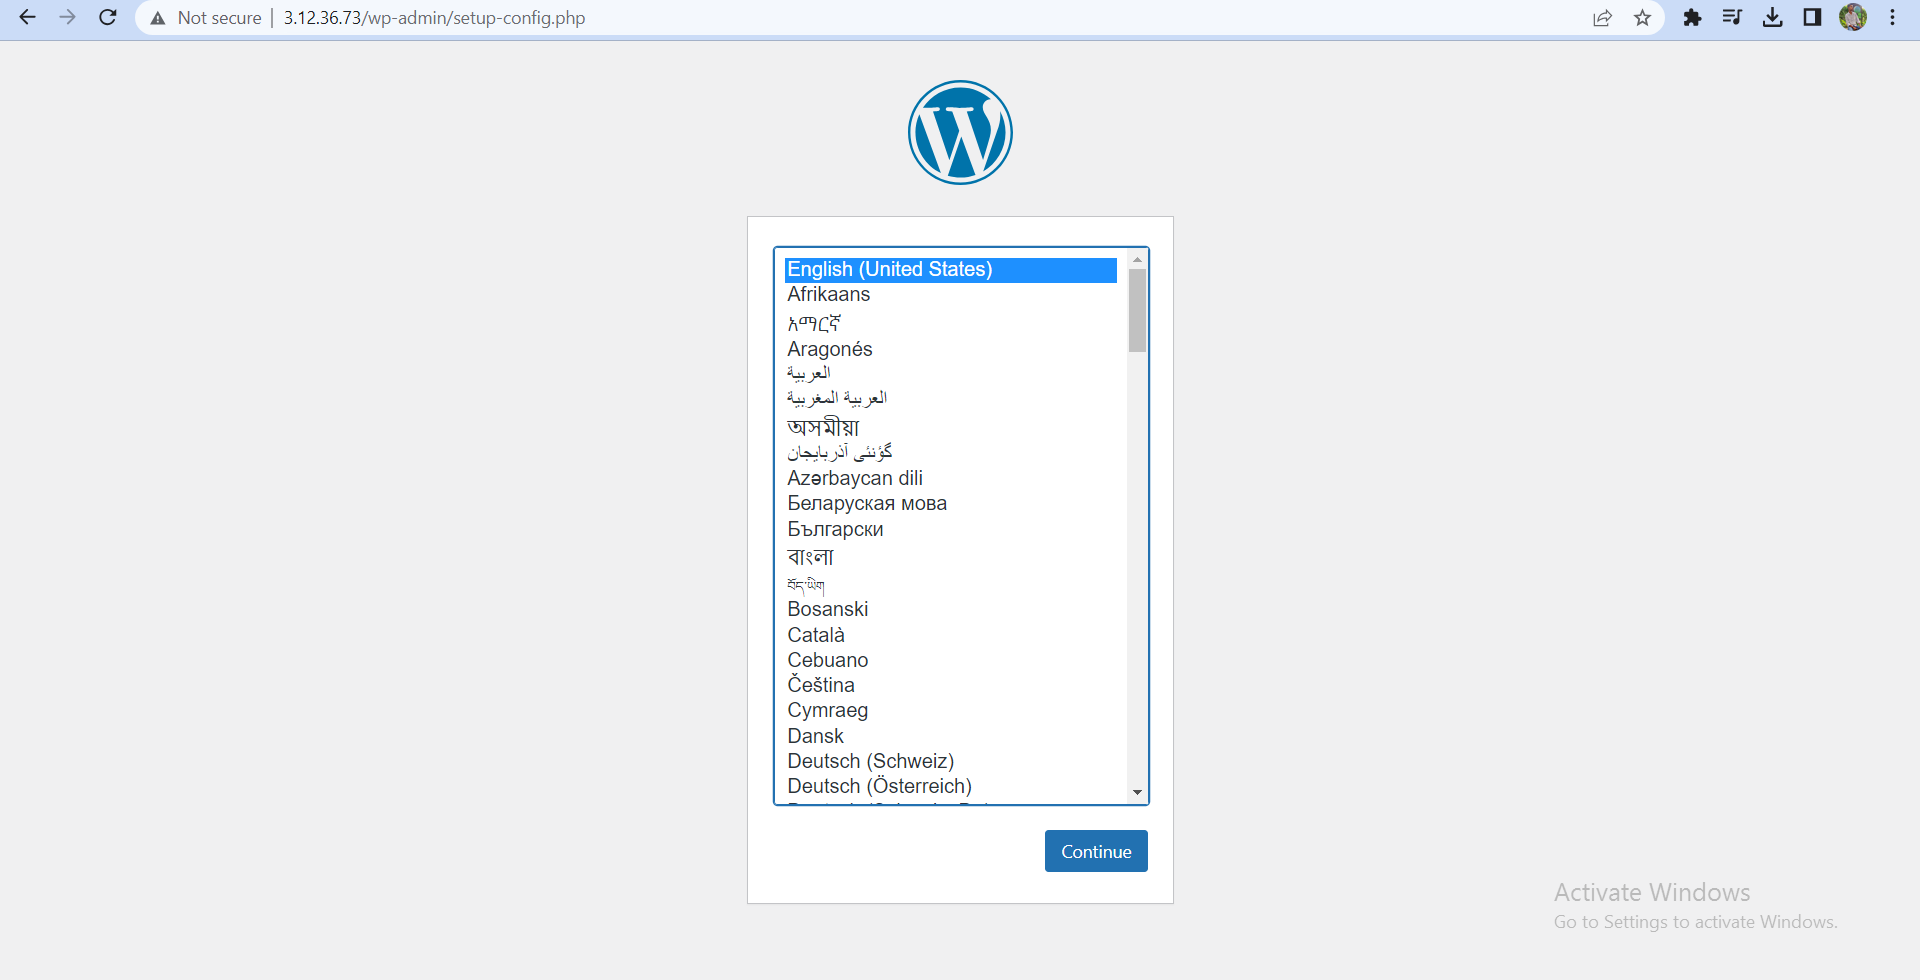 Not secure | 3.12.36.73/wp-admin/setup-config.php
English (United States)
Afrikaans
አማርኛ
Aragonés
العربية
العربية المغربية
অসমীয়া
گؤنئی آذربایجان
Azərbaycan dili
Беларуская мова
Български
বাংলা
བོད་ཡིག
Bosanski
Català
Cebuano
Čeština
Cymraeg
Dansk
Deutsch (Schweiz)
Deutsch (Österreich)
Continue
Activate Windows
Go to Settings to activate Windows.